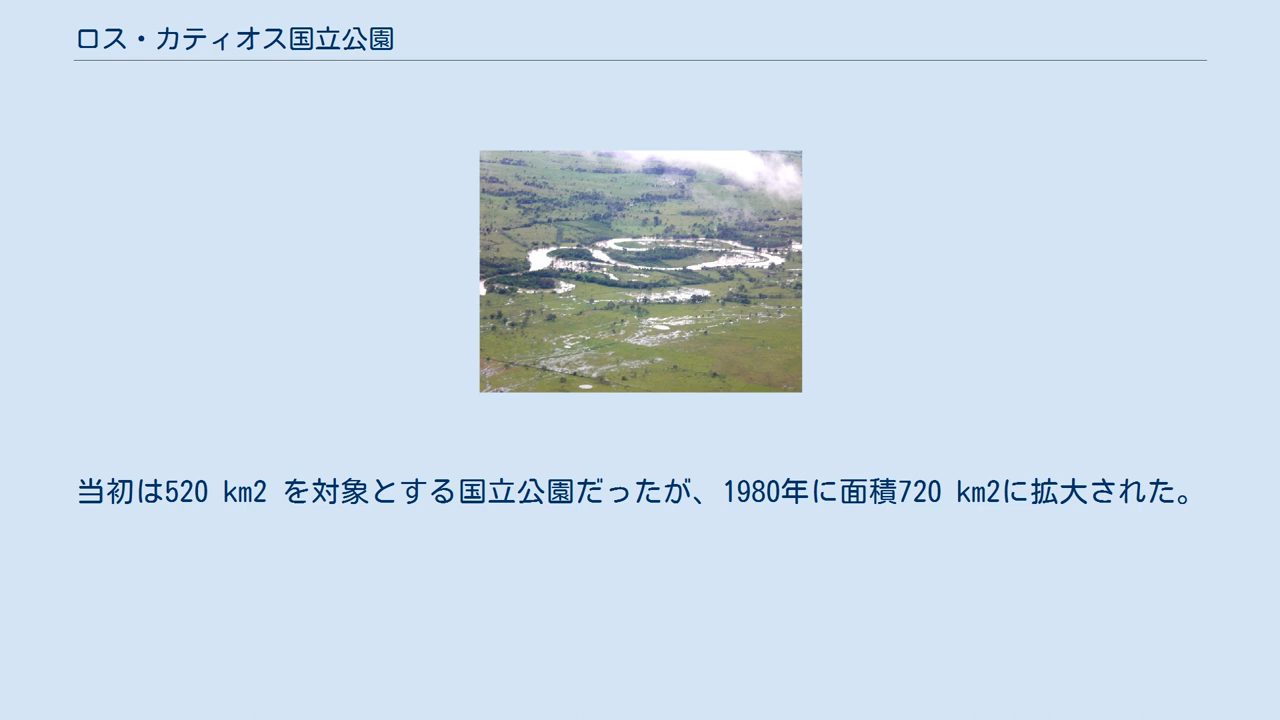 ロス・カティオス国立公園
当初は520 km2 を対象とする国立公園だったが、1980年に面積720 km2に拡大された。